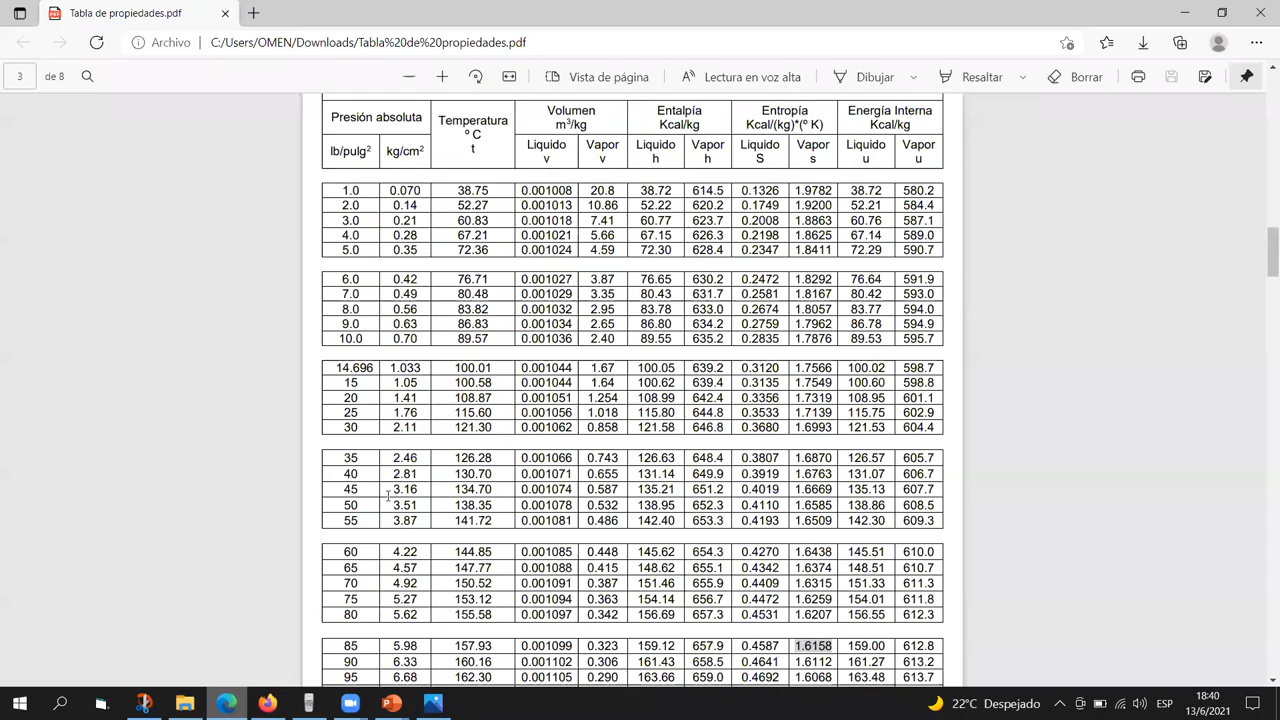 Tabla de propiedades.pdf
Archivo
C:/Users/OMEN/Downloads/Tabla%20de%20propiedades.pdf
3 de 8
Vista de página
Lectura en voz alta
Dibujar
Resaltar
Borrar
Presión absoluta Temperatura º C t Volumen m³/kg Entalpía Kcal/kg Entropía Kcal/(kg)*(º K) Energía Interna Kcal/kg
lb/pulg² kg/cm² Liquido v Vapor v Liquido h Vapor h Liquido S Vapor s Liquido u Vapor u
1.0 0.070 38.75 0.001008 20.8 38.72 614.5 0.1326 1.9782 38.72 580.2
2.0 0.14 52.27 0.001013 10.86 52.22 620.2 0.1749 1.9200 52.21 584.4
3.0 0.21 60.83 0.001018 7.41 60.77 623.7 0.2008 1.8863 60.76 587.1
4.0 0.28 67.21 0.001021 5.66 67.15 626.3 0.2198 1.8625 67.14 589.0
5.0 0.35 72.36 0.001024 4.59 72.30 628.4 0.2347 1.8411 72.29 590.7
6.0 0.42 76.71 0.001027 3.87 76.65 630.2 0.2472 1.8292 76.64 591.9
7.0 0.49 80.48 0.001029 3.35 80.43 631.7 0.2581 1.8167 80.42 593.0
8.0 0.56 83.82 0.001032 2.95 83.78 633.0 0.2674 1.8057 83.77 594.0
9.0 0.63 86.83 0.001034 2.65 86.80 634.2 0.2759 1.7962 86.78 594.9
10.0 0.70 89.57 0.001036 2.40 89.55 635.2 0.2835 1.7876 89.53 595.7
14.696 1.033 100.01 0.001044 1.67 100.05 639.2 0.3120 1.7566 100.02 598.7
15 1.05 100.58 0.001044 1.64 100.62 639.4 0.3135 1.7549 100.60 598.8
20 1.41 108.87 0.001051 1.254 108.99 642.4 0.3356 1.7319 108.95 601.1
25 1.76 115.60 0.001056 1.018 115.80 644.8 0.3533 1.7139 115.75 602.9
30 2.11 121.30 0.001062 0.858 121.58 646.8 0.3680 1.6993 121.53 604.4
35 2.46 126.28 0.001066 0.743 126.63 648.4 0.3807 1.6870 126.57 605.7
40 2.81 130.70 0.001071 0.655 131.14 649.9 0.3919 1.6763 131.07 606.7
45 3.16 134.70 0.001074 0.587 135.21 651.2 0.4019 1.6669 135.13 607.7
50 3.51 138.35 0.001078 0.532 138.95 652.3 0.4110 1.6585 138.86 608.5
55 3.87 141.72 0.001081 0.486 142.40 653.3 0.4193 1.6509 142.30 609.3
60 4.22 144.85 0.001085 0.448 145.62 654.3 0.4270 1.6438 145.51 610.0
65 4.57 147.77 0.001088 0.415 148.62 655.1 0.4342 1.6374 148.51 610.7
70 4.92 150.52 0.001091 0.387 151.46 655.9 0.4409 1.6315 151.33 611.3
75 5.27 153.12 0.001094 0.363 154.14 656.7 0.4472 1.6259 154.01 611.8
80 5.62 155.58 0.001097 0.342 156.69 657.3 0.4531 1.6207 156.55 612.3
85 5.98 157.93 0.001099 0.323 159.12 657.9 0.4587 1.6158 159.00 612.8
90 6.33 160.16 0.001102 0.306 161.43 658.5 0.4641 1.6112 161.27 613.2
95 6.68 162.30 0.001105 0.290 163.66 659.0 0.4692 1.6068 163.48 613.7
22°C Despejado
ESP
18:40
13/6/2021